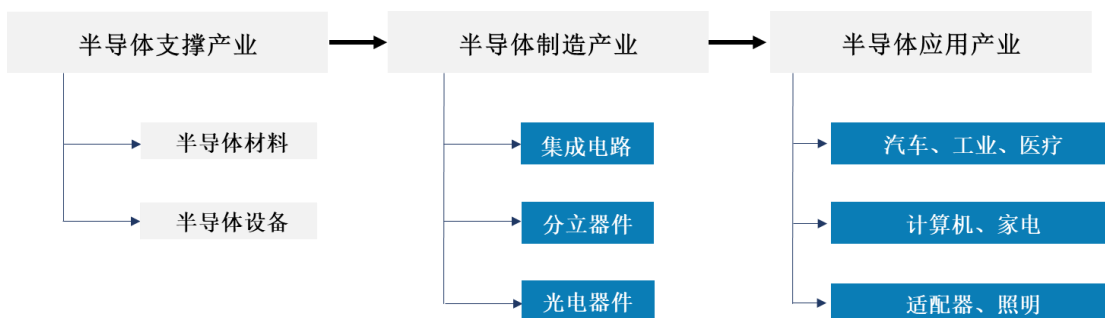 半导体支撑产业
半导体制造产业
半导体应用产业
半导体材料
集成电路
汽车、工业、医疗
半导体设备
分立器件
计算机、家电
光电器件
适配器、照明